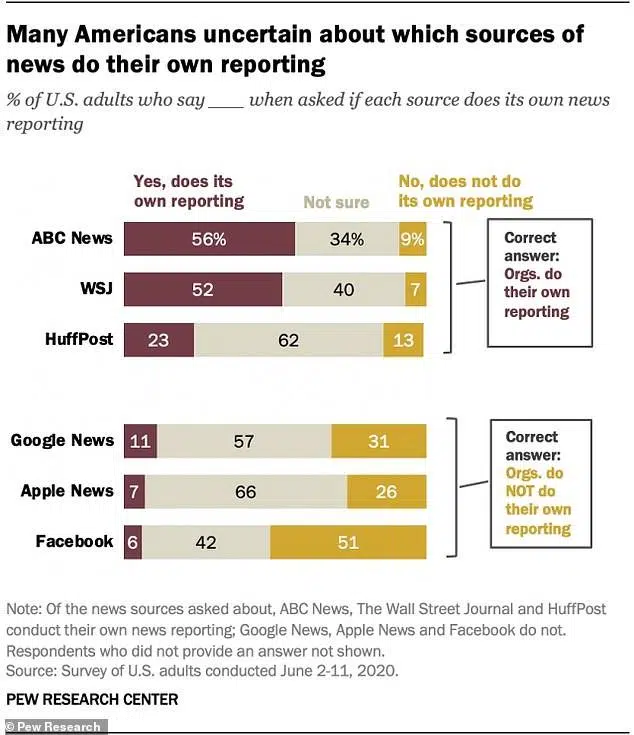 Many Americans uncertain about which sources of
news do their own reporting
% of U.S. adults who say ___ when asked if each source does its own news
reporting
Yes, does its
own reporting
Not sure
No, does not do
its own reporting
ABC News 56% 34% 9%
WSJ 52 40 7
HuffPost 23 62 13
Correct
answer:
Orgs. do
their own
reporting
Google News 11 57 31
Apple News 7 66 26
Facebook 6 42 51
Correct
answer:
Orgs. do
NOT do
their own
reporting
Note: Of the news sources asked about, ABC News, The Wall Street Journal and HuffPost
conduct their own news reporting; Google News, Apple News and Facebook do not.
Respondents who did not provide an answer not shown.
Source: Survey of U.S. adults conducted June 2-11, 2020.
PEW RESEARCH CENTER
© Pew Research